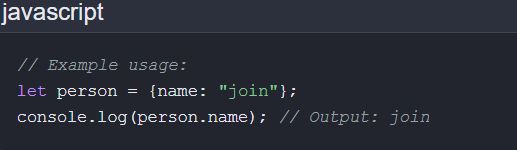 javascript
// Example usage:
let person = {name: "join"};
console.log(person.name); // Output: join